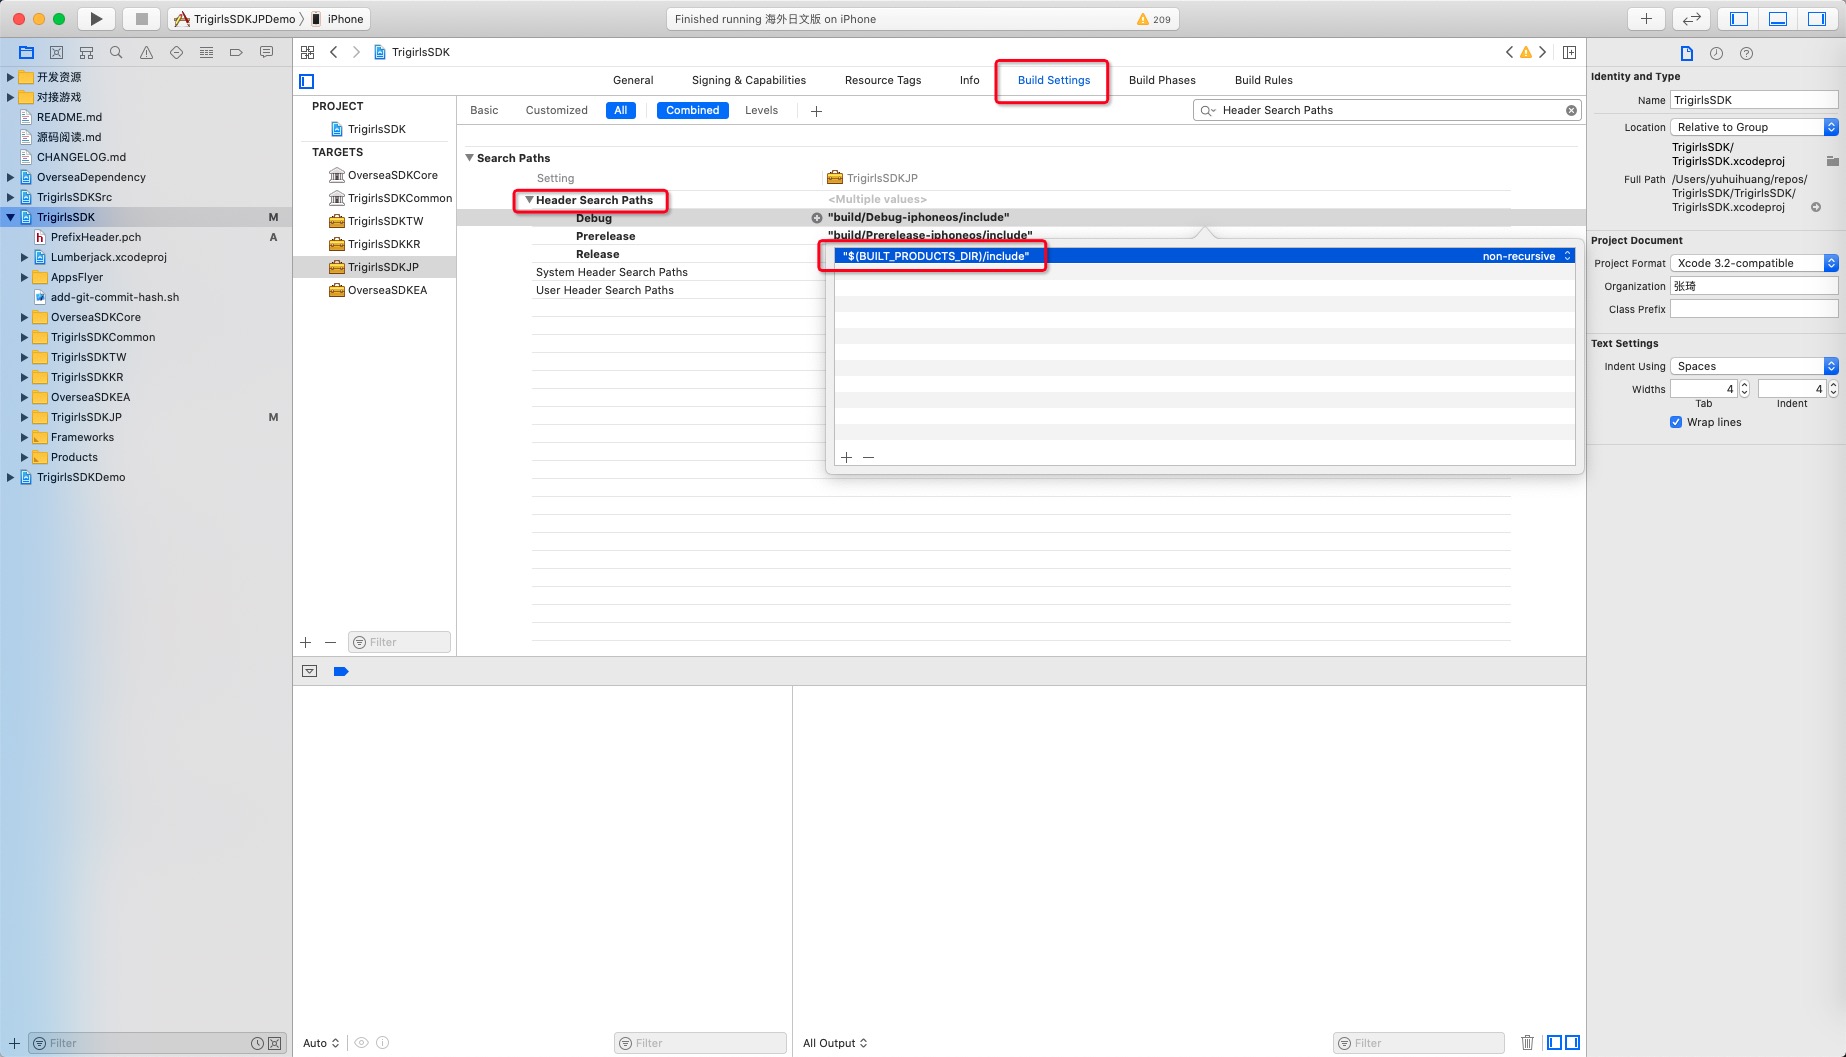 TrigirlsSDKJPDemo 〉 iPhone
Finished running 海外日文版 on iPhone
209
开发资源
对接游戏
README.md
源码阅读.md
CHANGELOG.md
OverseaDependency
TrigirlsSDKSrc
TrigirlsSDK M
PrefixHeader.pch A
Lumberjack.xcodeproj
AppsFlyer
add-git-commit-hash.sh
OverseaSDKCore
TrigirlsSDKCommon
TrigirlsSDKTW
TrigirlsSDKKR
OverseaSDKEA
TrigirlsSDKJP M
Frameworks
Products
TrigirlsSDKDemo
Filter
TrigirlsSDK
General Signing & Capabilities Resource Tags Info Build Settings Build Phases Build Rules
PROJECT
TrigirlsSDK
TARGETS
OverseaSDKCore
TrigirlsSDKCommon
TrigirlsSDKTW
TrigirlsSDKKR
TrigirlsSDKJP
OverseaSDKEA
Filter
Basic Customized All Combined Levels
Header Search Paths
Search Paths
Setting TrigirlsSDKJP
Header Search Paths <Multiple values>
Debug "build/Debug-iphoneos/include"
Prerelease "build/Prerelease-iphoneos/include"
Release
System Header Search Paths
User Header Search Paths
"$(BUILT_PRODUCTS_DIR)/include" non-recursive
Auto
Filter
All Output
Filter
Identity and Type
Name TrigirlsSDK
Location Relative to Group
TrigirlsSDK/
TrigirlsSDK.xcodeproj
Full Path /Users/yuhuihuang/repos/
TrigirlsSDK/TrigirlsSDK/
TrigirlsSDK.xcodeproj
Project Document
Project Format Xcode 3.2-compatible
Organization 张琦
Class Prefix
Text Settings
Indent Using Spaces
Widths 4 4
Tab Indent
Wrap lines